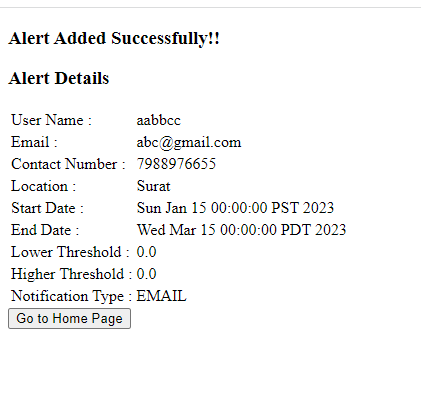 Alert Added Successfully!!
Alert Details
User Name : aabbcc
Email : abc@gmail.com
Contact Number : 7988976655
Location : Surat
Start Date : Sun Jan 15 00:00:00 PST 2023
End Date : Wed Mar 15 00:00:00 PDT 2023
Lower Threshold : 0.0
Higher Threshold : 0.0
Notification Type : EMAIL
Go to Home Page